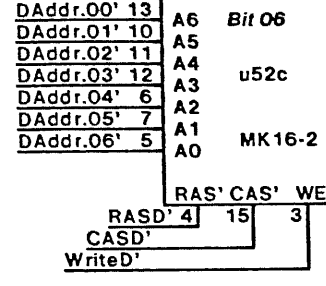 DAddr.00' 13 A6 Bit 06
DAddr.01' 10 A5
DAddr.02' 11 A4 u52c
DAddr.03' 12 A3
DAddr.04' 6 A2
DAddr.05' 7 A1 MK16-2
DAddr.06' 5 A0
RAS' CAS' WE
RASD' 4 15 3
CASD'
WriteD'